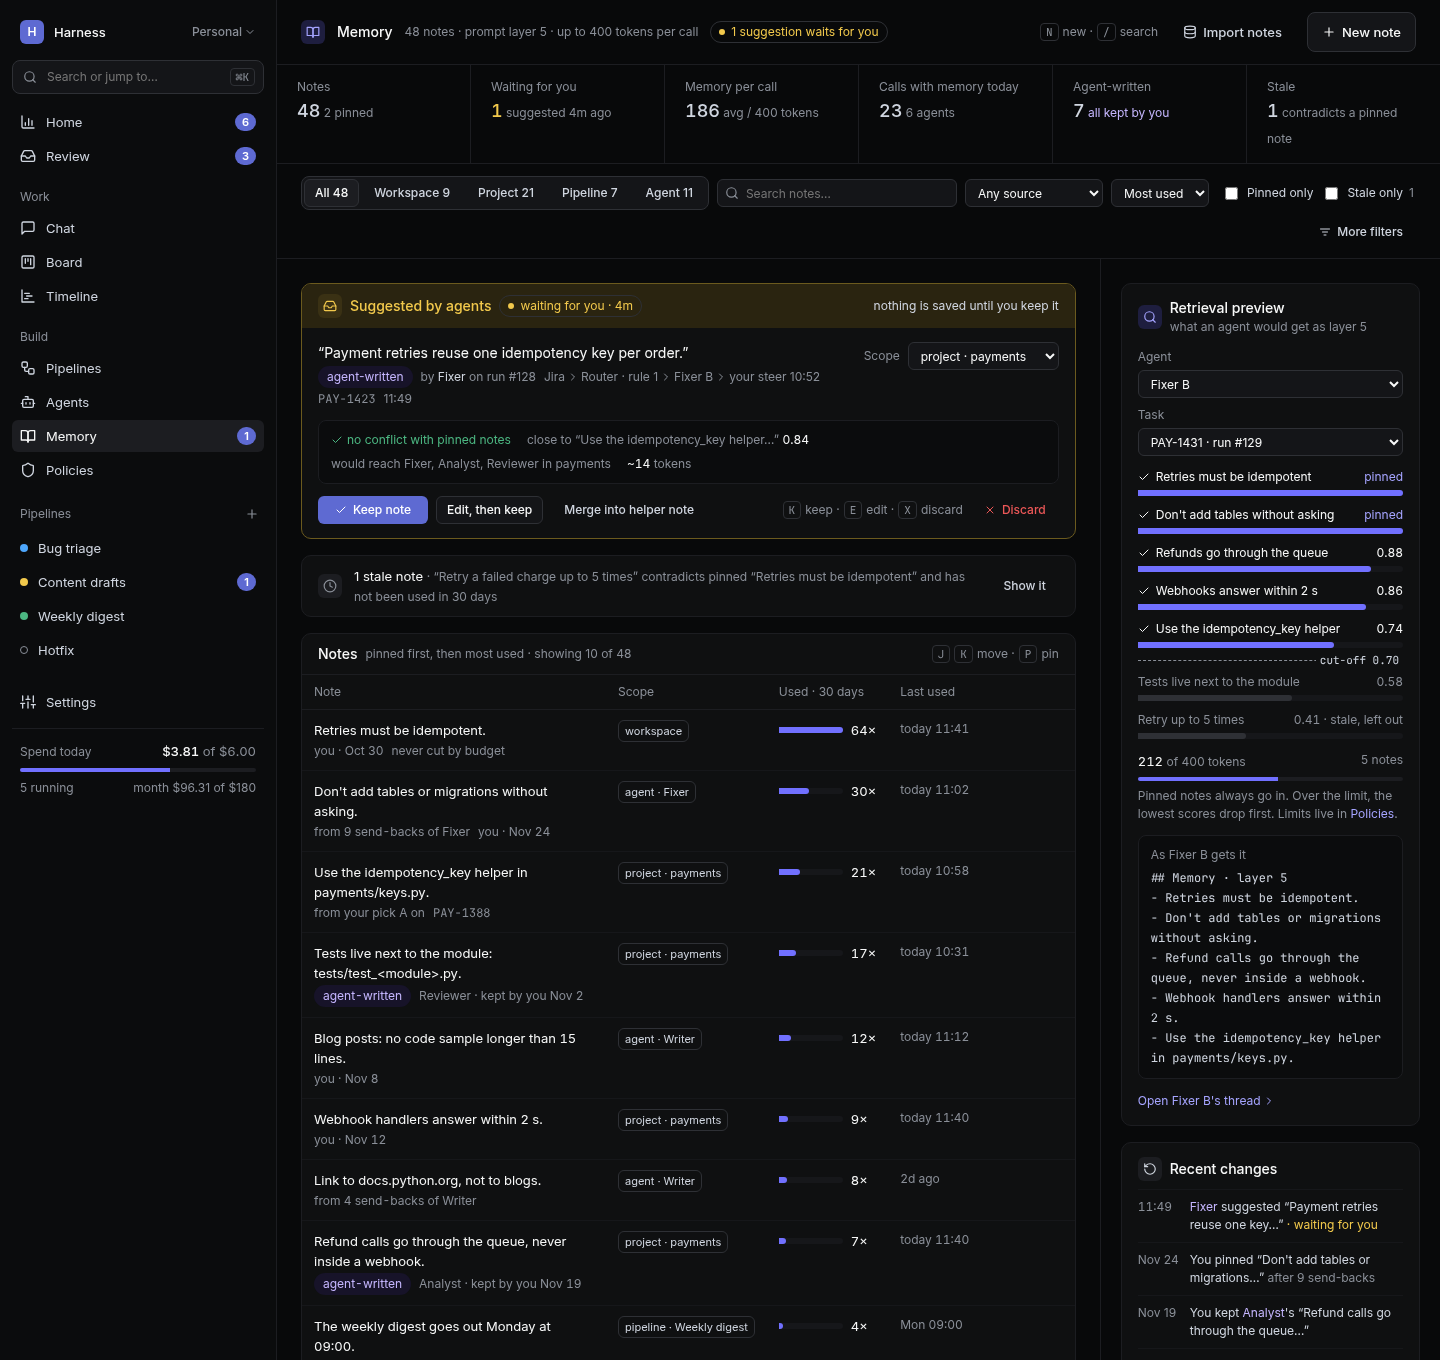 H Harness Personal
Search or jump to... ⌘K
Home 6
Review 3
Work
Chat
Board
Timeline
Build
Pipelines
Agents
Memory 1
Policies
Pipelines
Bug triage
Content drafts 1
Weekly digest
Hotfix
Settings
Spend today $3.81 of $6.00
5 running month $96.31 of $180
Memory 48 notes · prompt layer 5 · up to 400 tokens per call 1 suggestion waits for you
N new · / search Import notes New note
Notes
48 2 pinned
Waiting for you
1 suggested 4m ago
Memory per call
186 avg / 400 tokens
Calls with memory today
23 6 agents
Agent-written
7 all kept by you
Stale
1 contradicts a pinned
note
All 48 Workspace 9 Project 21 Pipeline 7 Agent 11 Search notes... Any source Most used Pinned only Stale only 1
More filters
Suggested by agents waiting for you · 4m nothing is saved until you keep it
“Payment retries reuse one idempotency key per order.” Scope project · payments
agent-written by Fixer on run #128 Jira > Router · rule 1 > Fixer B > your steer 10:52
PAY-1423 11:49
no conflict with pinned notes close to “Use the idempotency_key helper...” 0.84
would reach Fixer, Analyst, Reviewer in payments ~14 tokens
Keep note Edit, then keep Merge into helper note K keep · E edit · X discard Discard
1 stale note · “Retry a failed charge up to 5 times” contradicts pinned “Retries must be idempotent” and has
not been used in 30 days
Show it
Notes pinned first, then most used · showing 10 of 48 J K move · P pin
Note Scope Used · 30 days Last used
Retries must be idempotent. workspace 64× today 11:41
you · Oct 30 never cut by budget
Don't add tables or migrations without agent · Fixer 30× today 11:02
asking.
from 9 send-backs of Fixer you · Nov 24
Use the idempotency_key helper in project · payments 21× today 10:58
payments/keys.py.
from your pick A on PAY-1388
Tests live next to the module: project · payments 17× today 10:31
tests/test_<module>.py.
agent-written Reviewer · kept by you Nov 2
Blog posts: no code sample longer than 15 agent · Writer 12× today 11:12
lines.
you · Nov 8
Webhook handlers answer within 2 s. project · payments 9× today 11:40
you · Nov 12
Link to docs.python.org, not to blogs. agent · Writer 8× 2d ago
from 4 send-backs of Writer
Refund calls go through the queue, never project · payments 7× today 11:40
inside a webhook.
agent-written Analyst · kept by you Nov 19
The weekly digest goes out Monday at pipeline · Weekly digest 4× Mon 09:00
09:00.
Retrieval preview
what an agent would get as layer 5
Agent
Fixer B
Task
PAY-1431 · run #129
Retries must be idempotent pinned
Don't add tables without asking pinned
Refunds go through the queue 0.88
Webhooks answer within 2 s 0.86
Use the idempotency_key helper 0.74
cut-off 0.70
Tests live next to the module 0.58
Retry up to 5 times 0.41 · stale, left out
212 of 400 tokens 5 notes
Pinned notes always go in. Over the limit, the
lowest scores drop first. Limits live in Policies.
As Fixer B gets it
## Memory · layer 5
- Retries must be idempotent.
- Don't add tables or migrations
without asking.
- Refund calls go through the
queue, never inside a webhook.
- Webhook handlers answer within
2 s.
- Use the idempotency_key helper
in payments/keys.py.
Open Fixer B's thread >
Recent changes
11:49 Fixer suggested “Payment retries
reuse one key...” · waiting for you
Nov 24 You pinned “Don't add tables or
migrations...” after 9 send-backs
Nov 19 You kept Analyst's “Refund calls go
through the queue...”